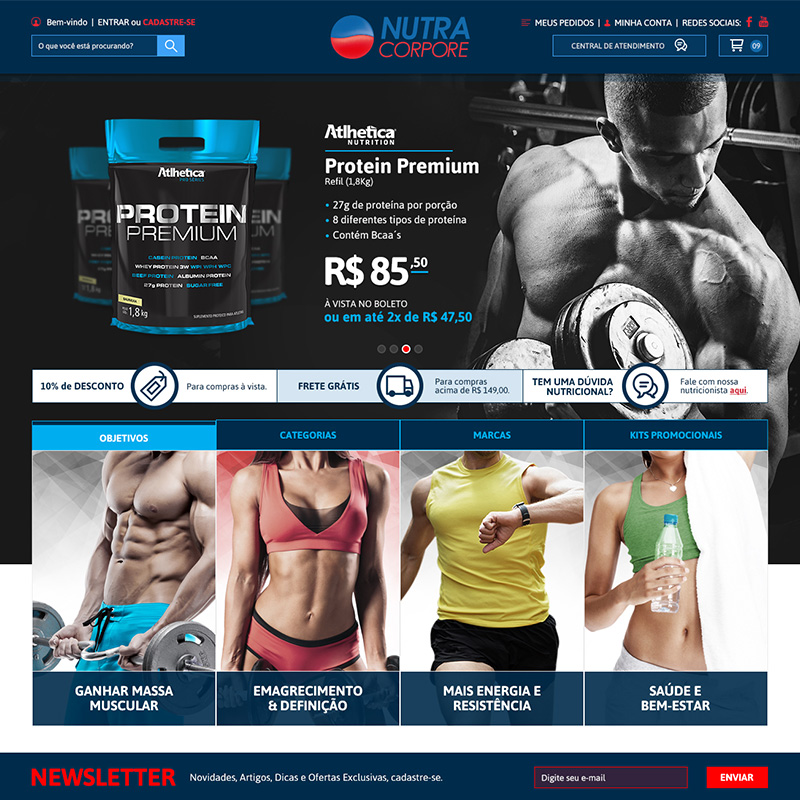 Bem-vindo | ENTRAR ou CADASTRE-SE
O que você está procurando?
NUTRA
CORPORE
MEUS PEDIDOS | MINHA CONTA | REDES SOCIAIS:
CENTRAL DE ATENDIMENTO
09
Atlhetica
PROTEIN
PREMIUM
CASEIN PROTEIN BCAA
WHEY PROTEIN 3W WPI WPH WPC
BEEF PROTEIN ALBUMIN PROTEIN
27g PROTEIN SUGAR FREE
1,8 kg
Atlhetica
NUTRITION
Protein Premium
Refil (1,8Kg)
• 27g de proteína por porção
• 8 diferentes tipos de proteína
• Contém Bcaa´s
R$ 85,50
À VISTA NO BOLETO
ou em até 2x de R$ 47,50
10% de DESCONTO
Para compras à vista.
FRETE GRÁTIS
Para compras
acima de R$ 149,00.
TEM UMA DÚVIDA
NUTRICIONAL?
Fale com nossa
nutricionista aqui.
OBJETIVOS
CATEGORIAS
MARCAS
KITS PROMOCIONAIS
GANHAR MASSA
MUSCULAR
EMAGRECIMENTO
& DEFINIÇÃO
MAIS ENERGIA E
RESISTÊNCIA
SAÚDE E
BEM-ESTAR
NEWSLETTER
Novidades, Artigos, Dicas e Ofertas Exclusivas, cadastre-se.
Digite seu e-mail
ENVIAR